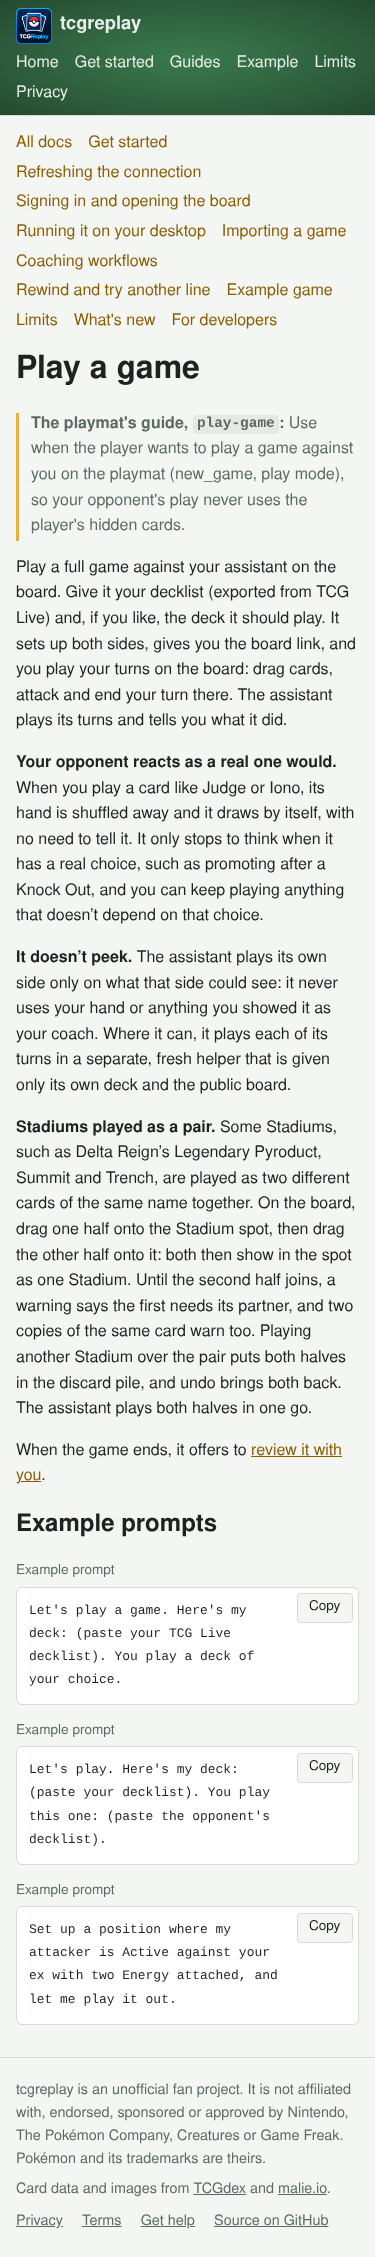 TCGReplay
tcgreplay
Home Get started Guides Example Limits
Privacy
All docs Get started
Refreshing the connection
Signing in and opening the board
Running it on your desktop Importing a game
Coaching workflows
Rewind and try another line Example game
Limits What's new For developers
Play a game
The playmat's guide, play-game: Use
when the player wants to play a game against
you on the playmat (new_game, play mode),
so your opponent's play never uses the
player's hidden cards.
Play a full game against your assistant on the
board. Give it your decklist (exported from TCG
Live) and, if you like, the deck it should play. It
sets up both sides, gives you the board link, and
you play your turns on the board: drag cards,
attack and end your turn there. The assistant
plays its turns and tells you what it did.
Your opponent reacts as a real one would.
When you play a card like Judge or Iono, its
hand is shuffled away and it draws by itself, with
no need to tell it. It only stops to think when it
has a real choice, such as promoting after a
Knock Out, and you can keep playing anything
that doesn’t depend on that choice.
It doesn’t peek. The assistant plays its own
side only on what that side could see: it never
uses your hand or anything you showed it as
your coach. Where it can, it plays each of its
turns in a separate, fresh helper that is given
only its own deck and the public board.
Stadiums played as a pair. Some Stadiums,
such as Delta Reign’s Legendary Pyroduct,
Summit and Trench, are played as two different
cards of the same name together. On the board,
drag one half onto the Stadium spot, then drag
the other half onto it: both then show in the spot
as one Stadium. Until the second half joins, a
warning says the first needs its partner, and two
copies of the same card warn too. Playing
another Stadium over the pair puts both halves
in the discard pile, and undo brings both back.
The assistant plays both halves in one go.
When the game ends, it offers to review it with
you.
Example prompts
Example prompt
Copy
Let's play a game. Here's my
deck: (paste your TCG Live
decklist). You play a deck of
your choice.
Example prompt
Copy
Let's play. Here's my deck:
(paste your decklist). You play
this one: (paste the opponent's
decklist).
Example prompt
Copy
Set up a position where my
attacker is Active against your
ex with two Energy attached, and
let me play it out.
tcgreplay is an unofficial fan project. It is not affiliated
with, endorsed, sponsored or approved by Nintendo,
The Pokémon Company, Creatures or Game Freak.
Pokémon and its trademarks are theirs.
Card data and images from TCGdex and malie.io.
Privacy Terms Get help Source on GitHub